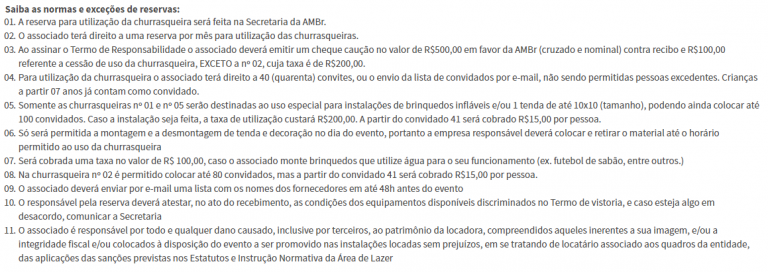 Saiba as normas e exceções de reservas:
01. A reserva para utilização da churrasqueira será feita na Secretaria da AMBr.
02. O associado terá direito a uma reserva por mês para utilização das churrasqueiras.
03. Ao assinar o Termo de Responsabilidade o associado deverá emitir um cheque caução no valor de R$500,00 em favor da AMBr (cruzado e nominal) contra recibo e R$100,00
referente a cessão de uso da churrasqueira, EXCETO a nº 02, cuja taxa é de R$200,00.
04. Para utilização da churrasqueira o associado terá direito a 40 (quarenta) convites, ou o envio da lista de convidados por e-mail, não sendo permitidas pessoas excedentes. Crianças
a partir 07 anos já contam como convidado.
05. Somente as churrasqueiras nº 01 e nº 05 serão destinadas ao uso especial para instalações de brinquedos infláveis e/ou 1 tenda de até 10x10 (tamanho), podendo ainda colocar até
100 convidados. Caso a instalação seja feita, a taxa de utilização custará R$200,00. A partir do convidado 41 será cobrado R$15,00 por pessoa.
06. Só será permitida a montagem e a desmontagem de tenda e decoração no dia do evento, portanto a empresa responsável deverá colocar e retirar o material até o horário
permitido ao uso da churrasqueira
07. Será cobrada uma taxa no valor de R$ 100,00, caso o associado monte brinquedos que utilize água para o seu funcionamento (ex. futebol de sabão, entre outros.)
08. Na churrasqueira nº 02 é permitido colocar até 80 convidados, mas a partir do convidado 41 será cobrado R$15,00 por pessoa.
09. O associado deverá enviar por e-mail uma lista com os nomes dos fornecedores em até 48h antes do evento
10. O responsável pela reserva deverá atestar, no ato do recebimento, as condições dos equipamentos disponíveis discriminados no Termo de vistoria, e caso esteja algo em
desacordo, comunicar a Secretaria
11. O associado é responsável por todo e qualquer dano causado, inclusive por terceiros, ao patrimônio da locadora, compreendidos aqueles inerentes a sua imagem, e/ou a
integridade fiscal e/ou colocados à disposição do evento a ser promovido nas instalações locadas sem prejuízos, em se tratando de locatário associado aos quadros da entidade,
das aplicações das sanções previstas nos Estatutos e Instrução Normativa da Área de Lazer